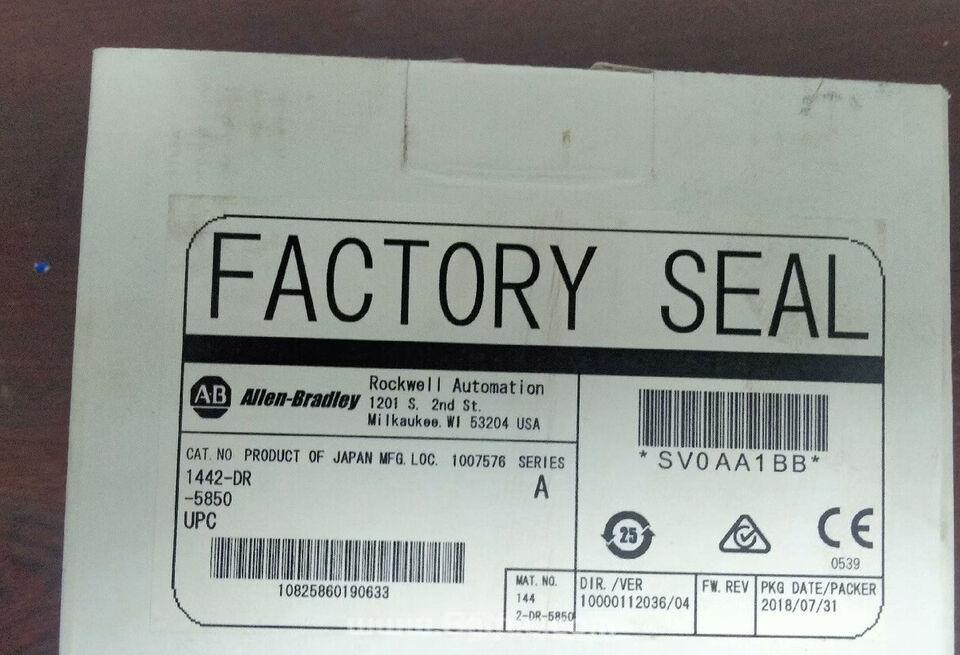 FACTORY SEAL
AB Allen-Bradley
Rockwell Automation
1201 S. 2nd St.
Milkaukee. WI 53204 USA
CAT. NO PRODUCT OF JAPAN MFG. LOC. 1007576 SERIES
1442-DR
-5850
A
UPC
10825860190633
*SV0AA1BB*
25
CE
0539
MAT. NO.
144
2-DR-5850
DIR. /VER
10000112036/04
FW. REV
PKG DATE/PACKER
2018/07/31